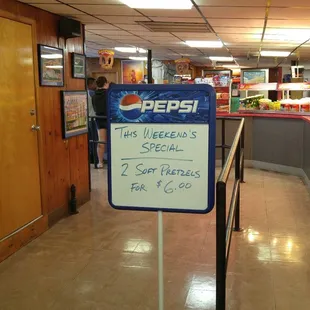 PEPSI
THIS WEEKEND'S
SPECIAL
2 SOFT PRETZELS
FOR $6.00